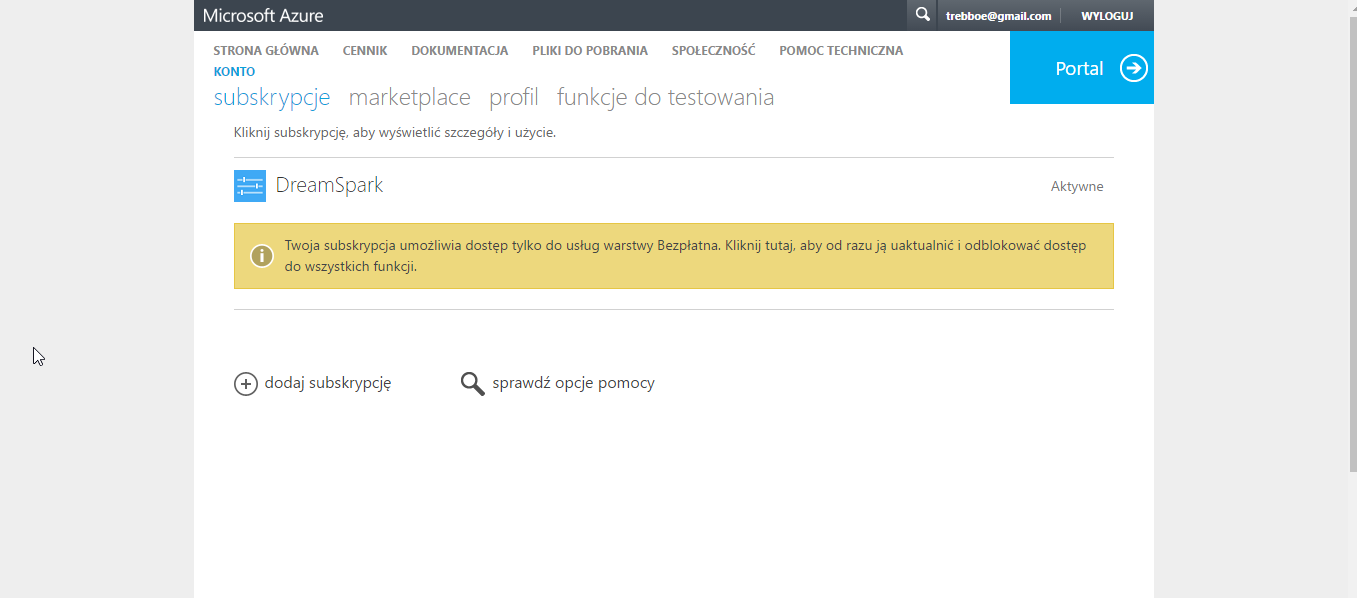 Microsoft Azure
trebboe@gmail.com
WYLOGUJ
STRONA GŁÓWNA CENNIK DOKUMENTACJA PLIKI DO POBRANIA SPOŁECZNOŚĆ POMOC TECHNICZNA
KONTO
Portal
subskrypcje marketplace profil funkcje do testowania
Kliknij subskrypcję, aby wyświetlić szczegóły i użycie.
DreamSpark
Aktywne
Twoja subskrypcja umożliwia dostęp tylko do usług warstwy Bezpłatna. Kliknij tutaj, aby od razu ją uaktualnić i odblokować dostęp
do wszystkich funkcji.
dodaj subskrypcję
sprawdź opcje pomocy